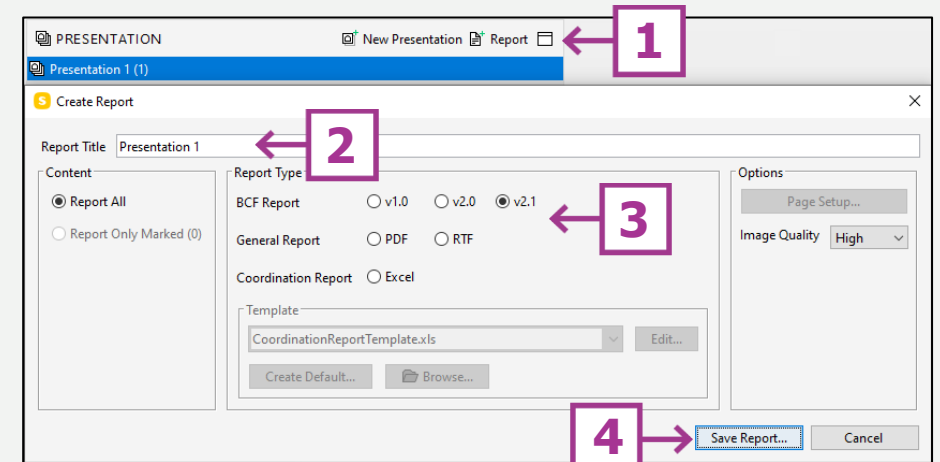 PRESENTATION New Presentation Report
1
Presentation 1 (1)
S Create Report
Report Title Presentation 1
2
Content Report Type Options
Report All BCF Report v1.0 v2.0 v2.1 Page Setup...
3
Report Only Marked (0) General Report PDF RTF Image Quality High
Coordination Report Excel
Template
CoordinationReportTemplate.xls Edit...
Create Default... Browse...
4
Save Report... Cancel